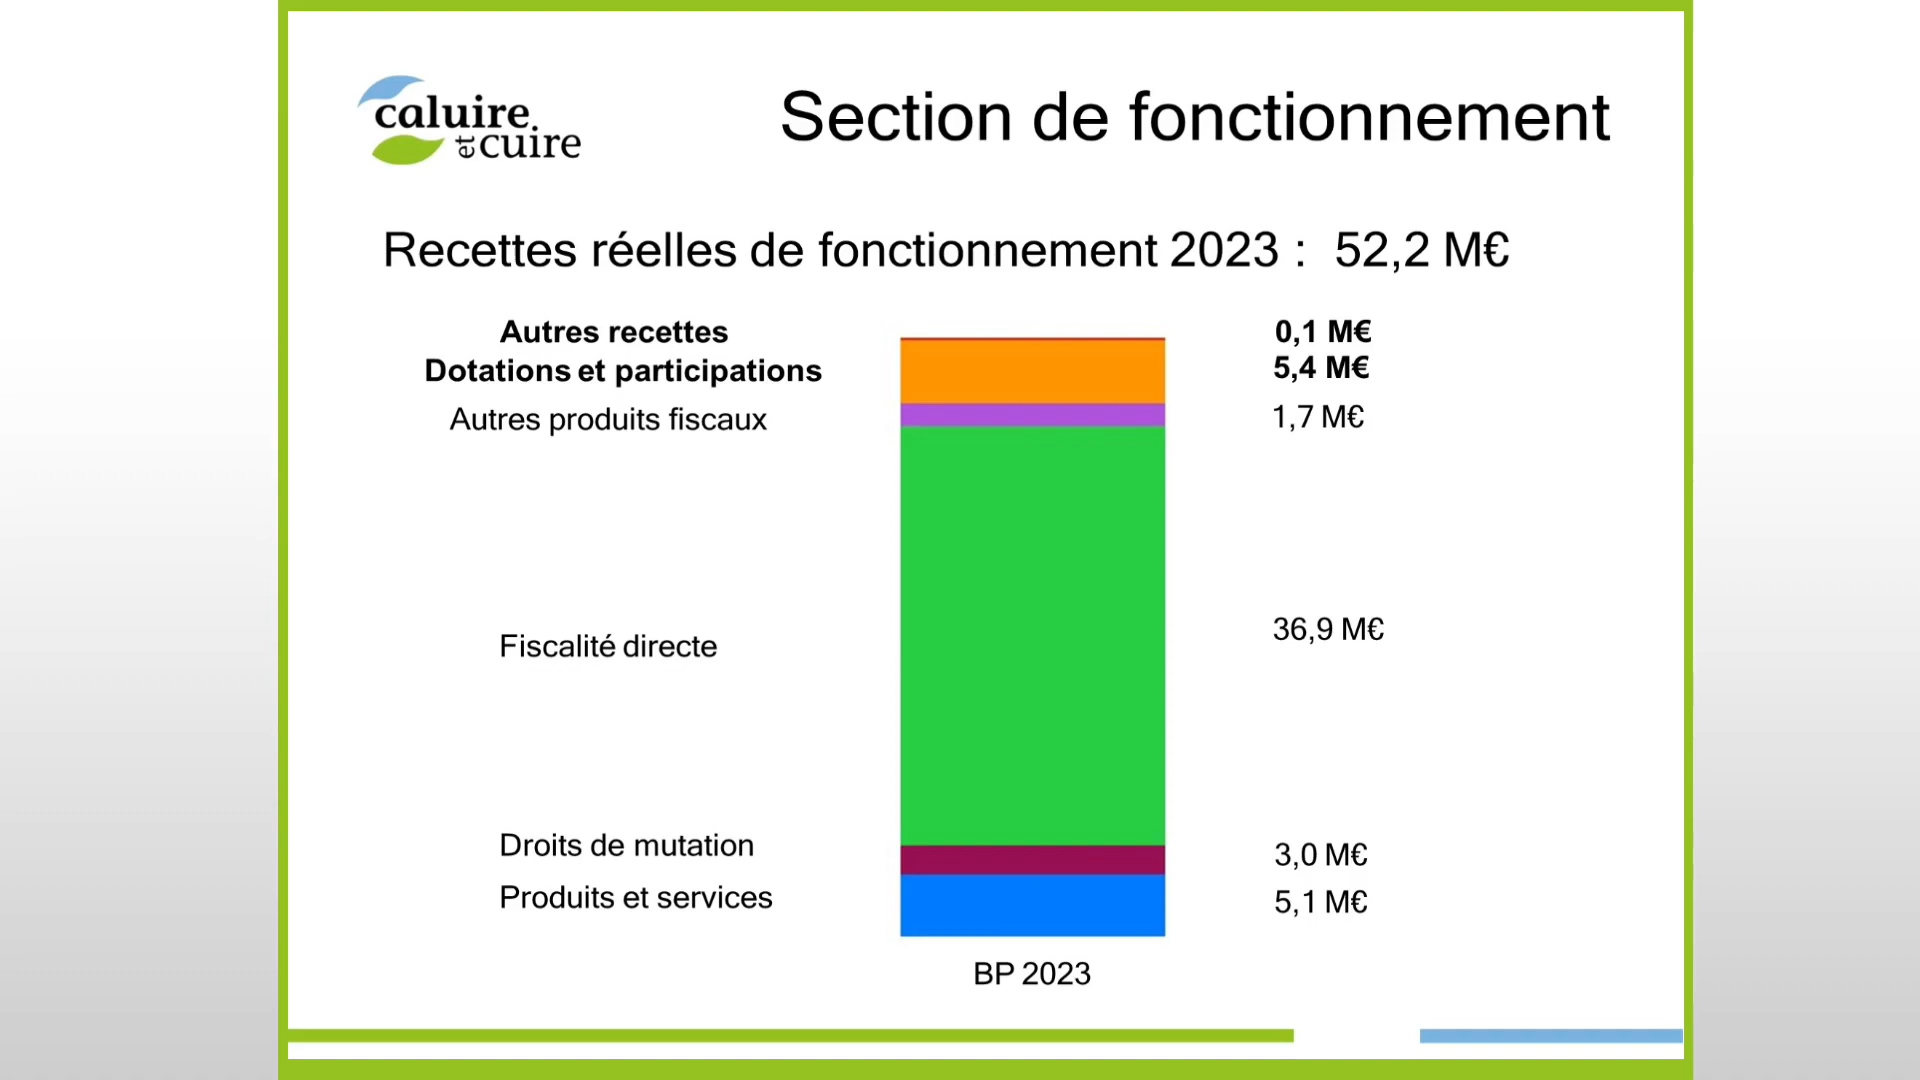 caluire
et cuire
Section de fonctionnement
Recettes réelles de fonctionnement 2023 : 52,2 M€
Autres recettes 0,1 M€
Dotations et participations 5,4 M€
Autres produits fiscaux 1,7 M€
Fiscalité directe 36,9 M€
Droits de mutation 3,0 M€
Produits et services 5,1 M€
BP 2023